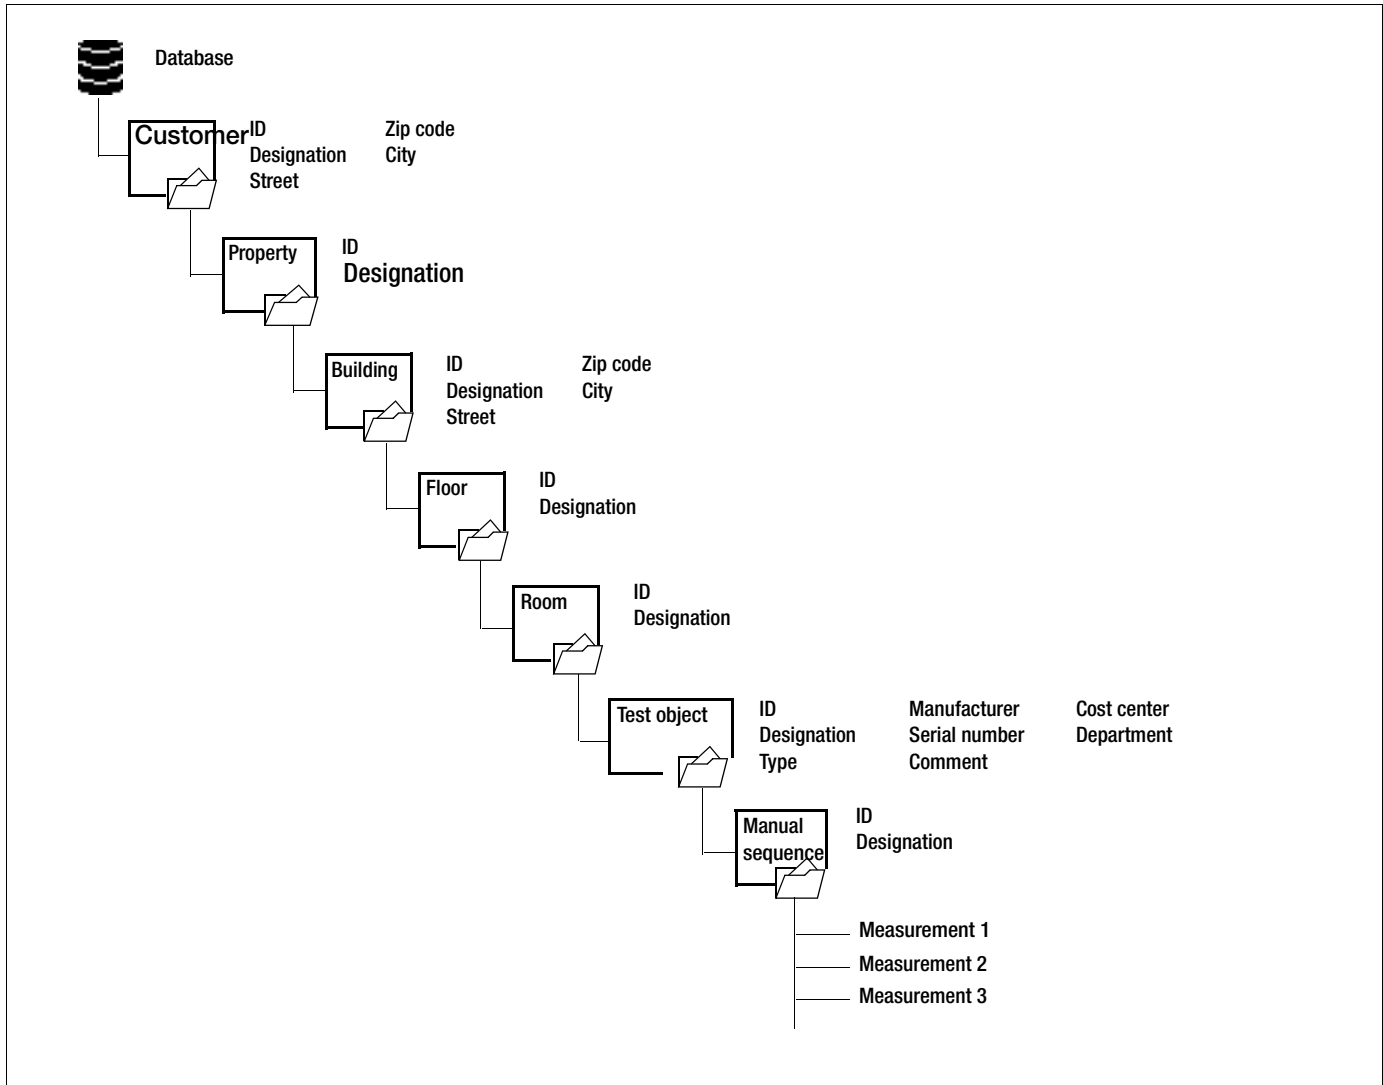 Database
Customer
ID Zip code
Designation City
Street
Property
ID
Designation
Building
ID Zip code
Designation City
Street
Floor
ID
Designation
Room
ID
Designation
Test object
ID Manufacturer Cost center
Designation Serial number Department
Type Comment
Manual
sequence
ID
Designation
Measurement 1
Measurement 2
Measurement 3